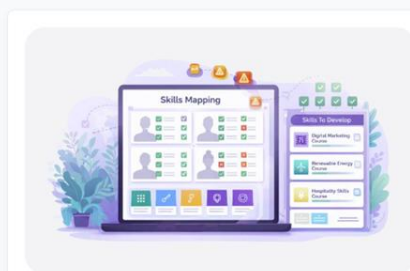 Skills Mapping
Skills To Develop
Digital Marketing
Course
Renewable Energy
Course
Hospitality Skills
Course